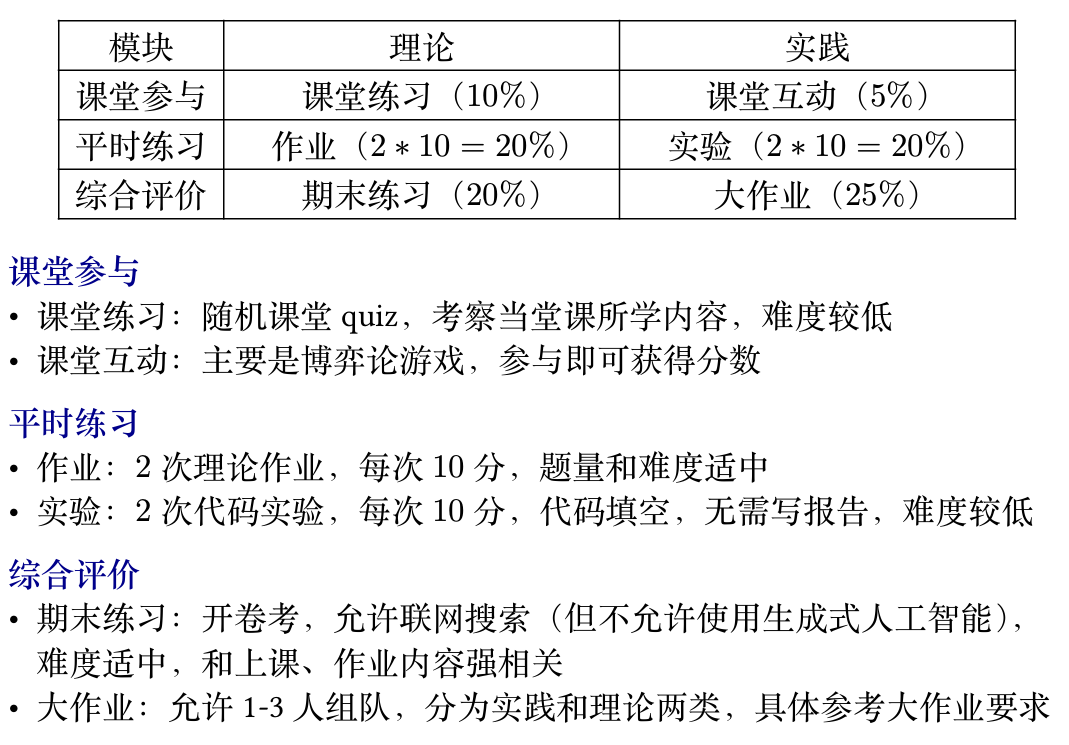 模块 理论 实践
课堂参与 课堂练习（10%） 课堂互动（5%）
平时练习 作业（2 * 10 = 20%） 实验（2 * 10 = 20%）
综合评价 期末练习（20%） 大作业（25%）
课堂参与
• 课堂练习：随机课堂 quiz，考察当堂课所学内容，难度较低
• 课堂互动：主要是博弈论游戏，参与即可获得分数
平时练习
• 作业：2 次理论作业，每次 10 分，题量和难度适中
• 实验：2 次代码实验，每次 10 分，代码填空，无需写报告，难度较低
综合评价
• 期末练习：开卷考，允许联网搜索（但不允许使用生成式人工智能），
难度适中，和上课、作业内容强相关
• 大作业：允许 1-3 人组队，分为实践和理论两类，具体参考大作业要求